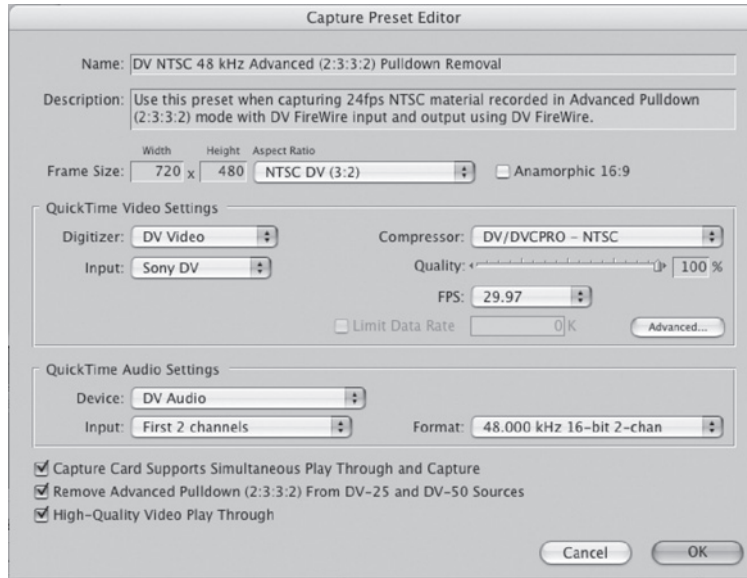 Capture Preset Editor
Name: DV NTSC 48 kHz Advanced (2:3:3:2) Pulldown Removal
Description: Use this preset when capturing 24fps NTSC material recorded in Advanced Pulldown
(2:3:3:2) mode with DV FireWire input and output using DV FireWire.
Width Height Aspect Ratio
Frame Size: 720 x 480 NTSC DV (3:2) Anamorphic 16:9
QuickTime Video Settings
Digitizer: DV Video Compressor: DV/DVCPRO - NTSC
Input: Sony DV Quality: 100 %
FPS: 29.97
Limit Data Rate 0 K Advanced...
QuickTime Audio Settings
Device: DV Audio
Input: First 2 channels Format: 48.000 kHz 16-bit 2-chan
Capture Card Supports Simultaneous Play Through and Capture
Remove Advanced Pulldown (2:3:3:2) From DV-25 and DV-50 Sources
High-Quality Video Play Through
Cancel OK